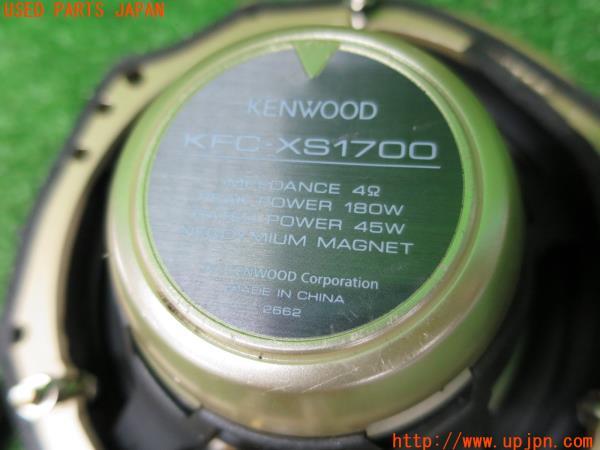 USED PARTS JAPAN
KENWOOD
KFC-XS1700
IMPEDANCE 4Ω
PEAK POWER 180W
RATED POWER 45W
NEODYMIUM MAGNET
KENWOOD Corporation
MADE IN CHINA
2662
http://www.upjpn.com/